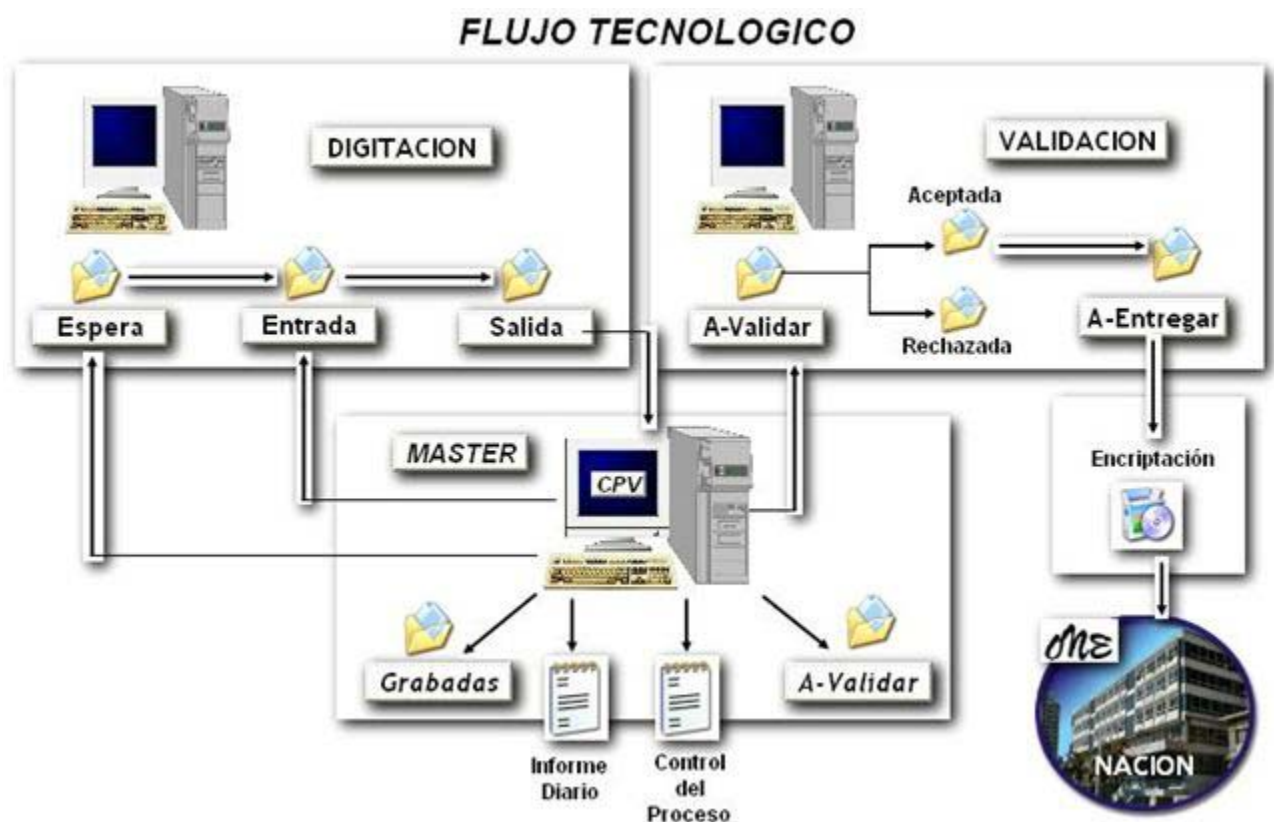 FLUJO TECNOLOGICO
DIGITACION
Espera
Entrada
Salida
VALIDACION
Aceptada
A-Validar
Rechazada
A-Entregar
MASTER
CPV
Grabadas
Informe
Diario
Control
del
Proceso
A-Validar
Encriptación
ONE
NACION